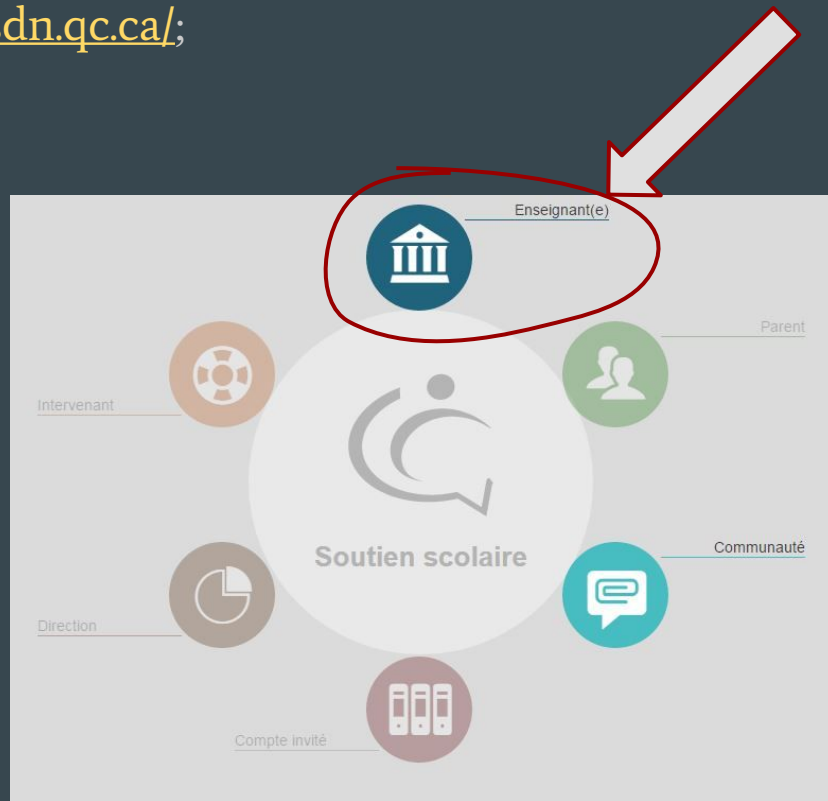 dn.qc.ca/;
Enseignant(e)
Parent
Intervenant
Soutien scolaire
Communauté
Direction
Compte invité